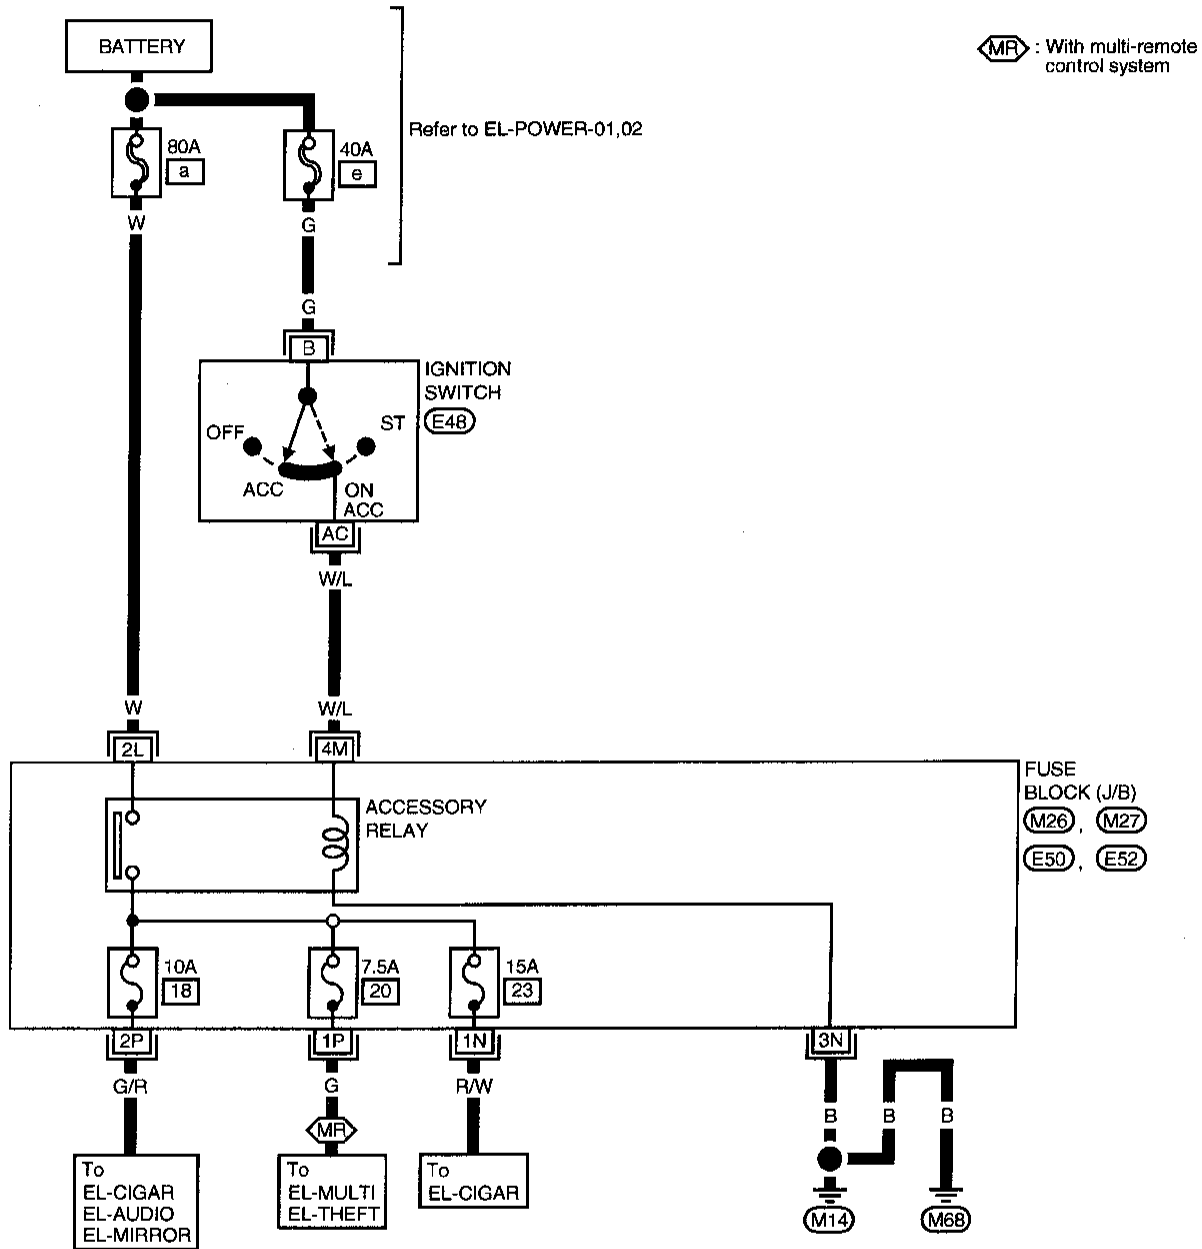 BATTERY
MR : With multi-remote
control system
80A
a
40A
e
Refer to EL-POWER-01,02
W
G
G
B
IGNITION
SWITCH
E48
OFF
ST
ACC
ON
ACC
AC
W/L
W
W/L
2L
4M
FUSE
BLOCK (J/B)
M26 , M27
E50 , E52
ACCESSORY
RELAY
10A
18
7.5A
20
15A
23
2P
1P
1N
3N
G/R
G
R/W
B
B
B
MR
To
EL-CIGAR
EL-AUDIO
EL-MIRROR
To
EL-MULTI
EL-THEFT
To
EL-CIGAR
M14
M68